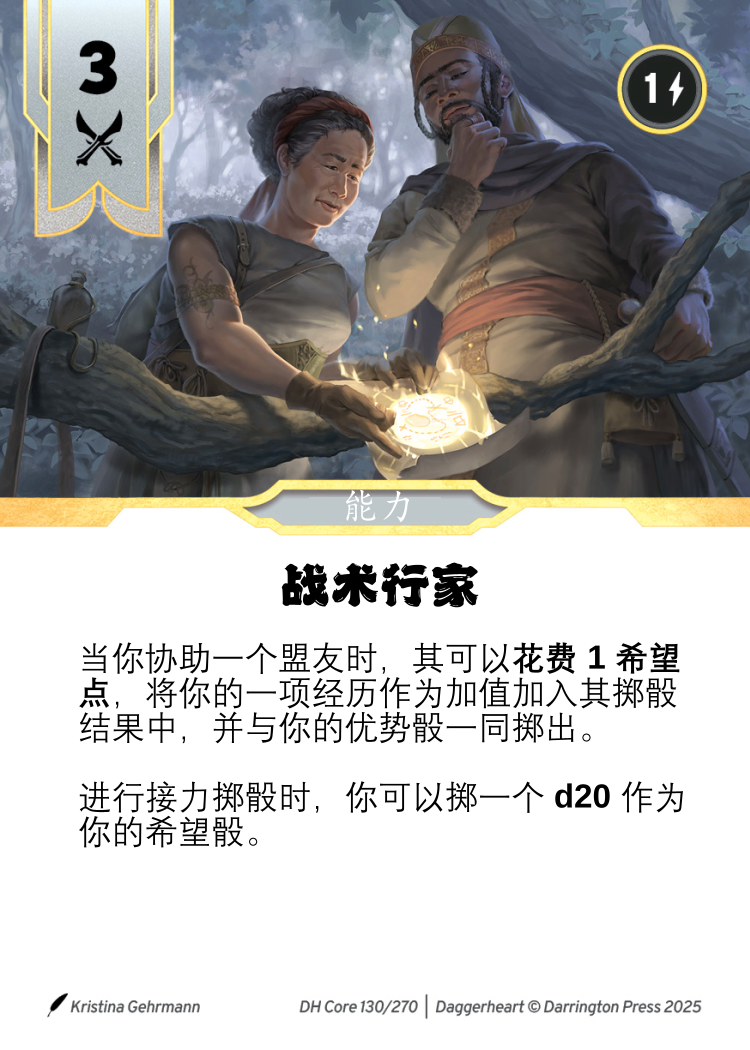 3
1
能力
战术行家
当你协助一个盟友时，其可以花费 1 希望
点，将你的一项经历作为加值加入其掷骰
结果中，并与你的优势骰一同掷出。
进行接力掷骰时，你可以掷一个 d20 作为
你的希望骰。
Kristina Gehrmann
DH Core 130/270 | Daggerheart © Darrington Press 2025